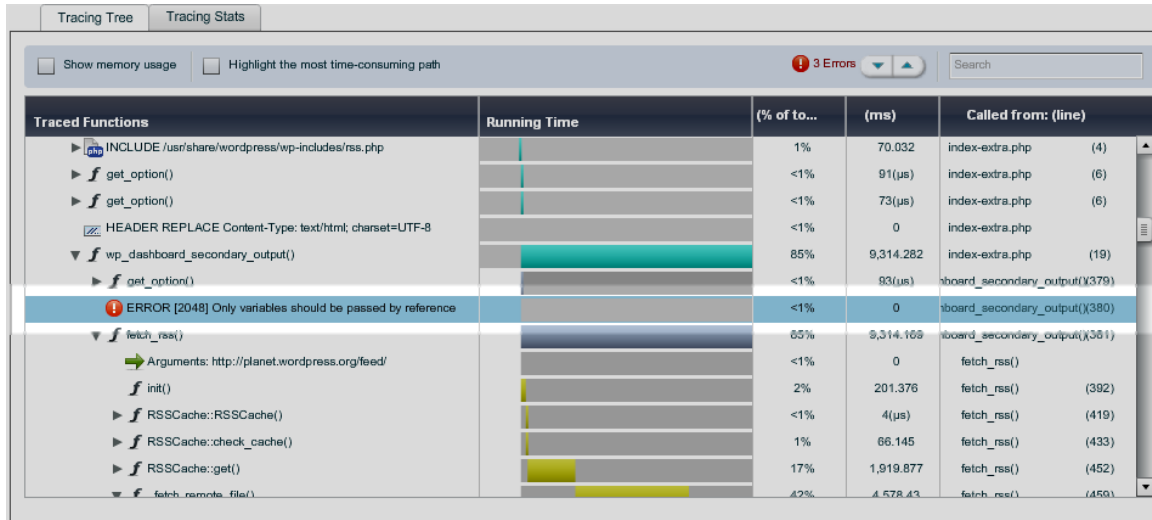 Tracing Tree Tracing Stats
Show memory usage Highlight the most time-consuming path 3 Errors Search
Traced Functions Running Time (% of to... (ms) Called from: (line)
php INCLUDE /usr/share/wordpress/wp-includes/rss.php 1% 70.032 index-extra.php (4)
f get_option() <1% 91(µs) index-extra.php (6)
f get_option() <1% 73(µs) index-extra.php (6)
HEADER REPLACE Content-Type: text/html; charset=UTF-8 <1% 0 index-extra.php
f wp_dashboard_secondary_output() 85% 9,314.282 index-extra.php (19)
f get_option() <1% 93(µs) hboard_secondary_output()(379)
ERROR [2048] Only variables should be passed by reference <1% 0 hboard_secondary_output()(380)
f fetch_rss() 85% 9,314.169 hboard_secondary_output()(381)
Arguments: http://planet.wordpress.org/feed/ <1% 0 fetch_rss()
f init() 2% 201.376 fetch_rss() (392)
f RSSCache::RSSCache() <1% 4(µs) fetch_rss() (419)
f RSSCache::check_cache() 1% 66.145 fetch_rss() (433)
f RSSCache::get() 17% 1,919.877 fetch_rss() (452)
f _fetch_remote_file() 42% 4,578.43 fetch_rss() (459)